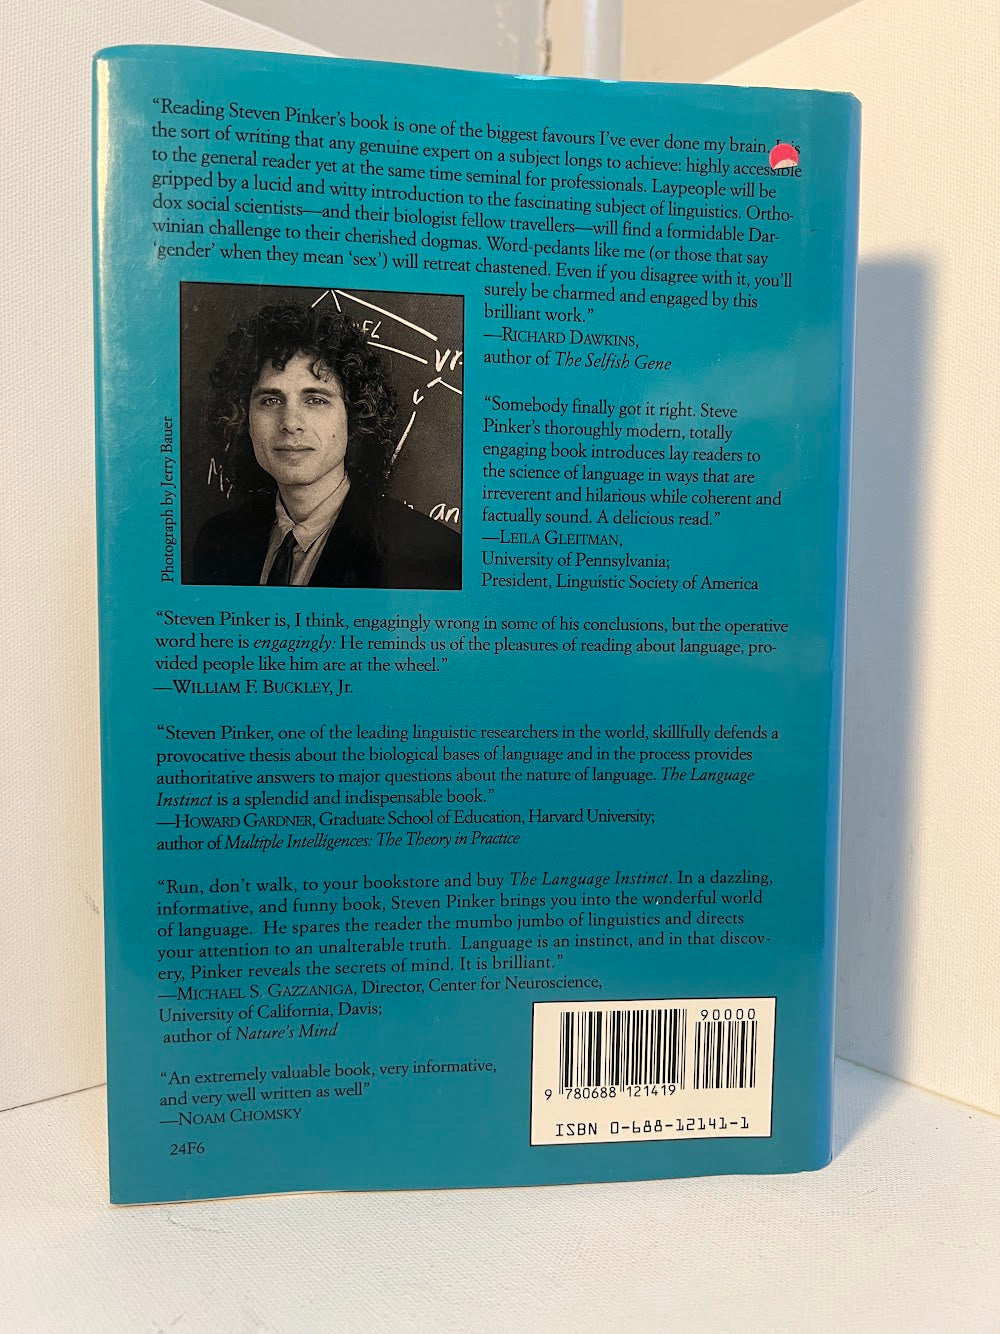 “Reading Steven Pinker’s book is one of the biggest favours I’ve ever done my brain.
the sort of writing that any genuine expert on a subject longs to achieve: highly accessible
to the general reader yet at the same time seminal for professionals. Laypeople will be
gripped by a lucid and witty introduction to the fascinating subject of linguistics. Ortho-
dox social scientists—and their biologist fellow travellers—will find a formidable Dar-
winian challenge to their cherished dogmas. Word-pedants like me (or those that say
‘gender’ when they mean ‘sex’) will retreat chastened. Even if you disagree with it, you’ll
surely be charmed and engaged by this
brilliant work.”
—RICHARD DAWKINS,
author of The Selfish Gene
“Somebody finally got it right. Steve
Pinker’s thoroughly modern, totally
engaging book introduces lay readers to
the science of language in ways that are
irreverent and hilarious while coherent and
factually sound. A delicious read.”
—LEILA GLEITMAN,
University of Pennsylvania;
President, Linguistic Society of America
Photograph by Jerry Bauer
“Steven Pinker is, I think, engagingly wrong in some of his conclusions, but the operative
word here is engagingly: He reminds us of the pleasures of reading about language, pro-
vided people like him are at the wheel.”
—WILLIAM F. BUCKLEY, Jr.
“Steven Pinker, one of the leading linguistic researchers in the world, skillfully defends a
provocative thesis about the biological bases of language and in the process provides
authoritative answers to major questions about the nature of language. The Language
Instinct is a splendid and indispensable book.”
—HOWARD GARDNER, Graduate School of Education, Harvard University;
author of Multiple Intelligences: The Theory in Practice
“Run, don’t walk, to your bookstore and buy The Language Instinct. In a dazzling,
informative, and funny book, Steven Pinker brings you into the wonderful world
of language. He spares the reader the mumbo jumbo of linguistics and directs
your attention to an unalterable truth. Language is an instinct, and in that discov-
ery, Pinker reveals the secrets of mind. It is brilliant.”
—MICHAEL S. GAZZANIGA, Director, Center for Neuroscience,
University of California, Davis;
author of Nature’s Mind
“An extremely valuable book, very informative,
and very well written as well”
—NOAM CHOMSKY
24F6
90000
9 780688 121419
ISBN 0-688-12141-1